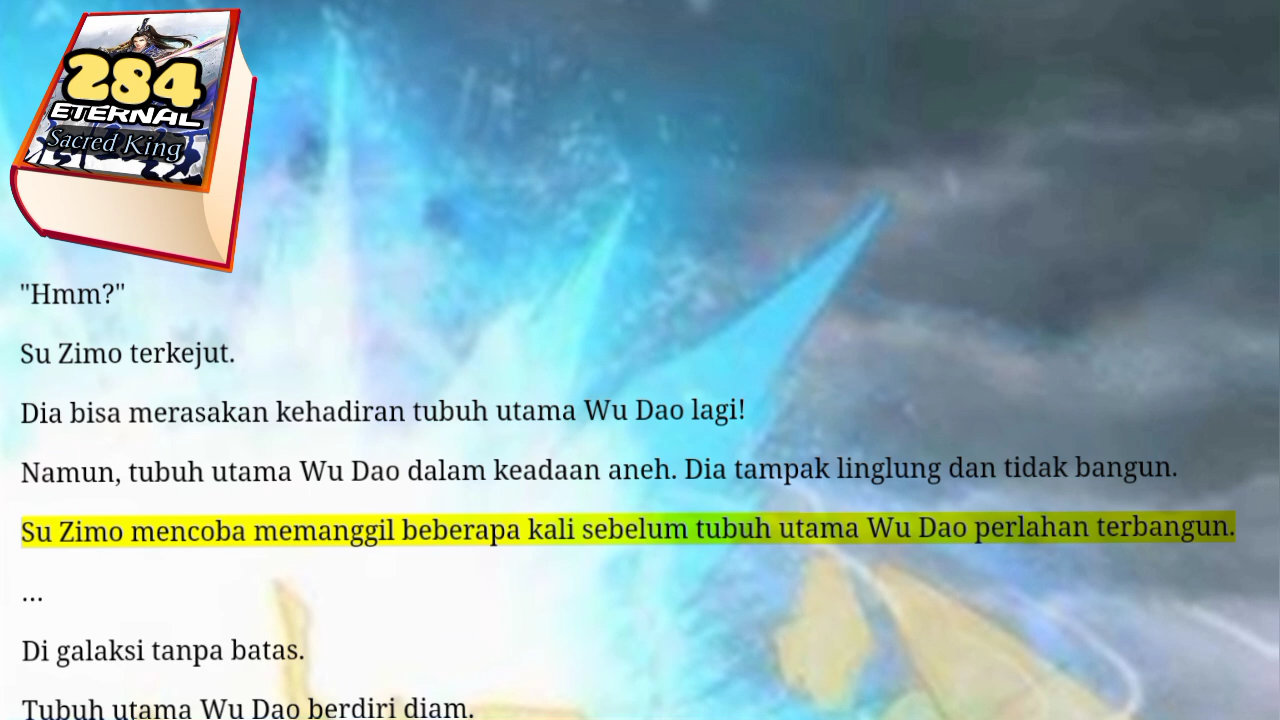 284
ETERNAL
Sacred King
"Hmm?"
Su Zimo terkejut.
Dia bisa merasakan kehadiran tubuh utama Wu Dao lagi!
Namun, tubuh utama Wu Dao dalam keadaan aneh. Dia tampak linglung dan tidak bangun.
Su Zimo mencoba memanggil beberapa kali sebelum tubuh utama Wu Dao perlahan terbangun.
...
Di galaksi tanpa batas.
Tubuh utama Wu Dao berdiri diam.